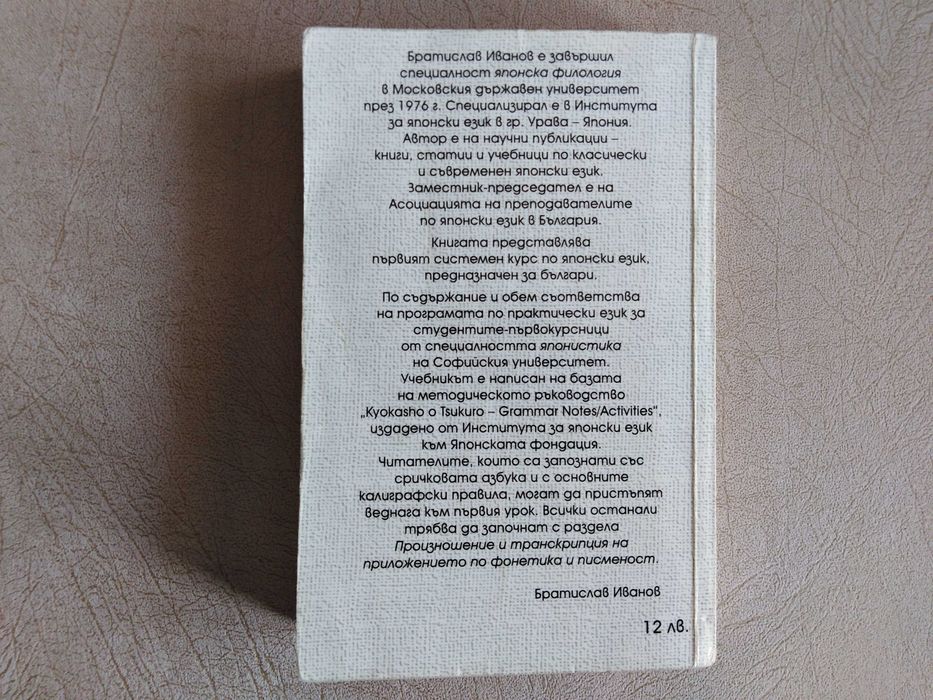 Братислав Иванов е завършил
специалност японска филология
в Московския държавен университет
през 1976 г. Специализирал е в Института
за японски език в гр. Урава – Япония.
Автор е на научни публикации –
книги, статии и учебници по класически
и съвременен японски език.
Заместник-председател е на
Асоциацията на преподавателите
по японски език в България.
Книгата представлява
първият системен курс по японски език,
предназначен за българи.
По съдържание и обем съответства
на програмата по практически език за
студентите-първокурсници
от специалността японистика
на Софийския университет.
Учебникът е написан на базата
на методическото ръководство
„Kyokasho o Tsukuro – Grammar Notes/Activities",
издадено от Института за японски език
към Японската фондация.
Читателите, които са запознати със
сричковата азбука и с основните
калиграфски правила, могат да пристъпят
веднага към първия урок. Всички останали
трябва да започнат с раздела
Произношение и транскрипция на
приложението по фонетика и писменост.
Братислав Иванов
12 лв.